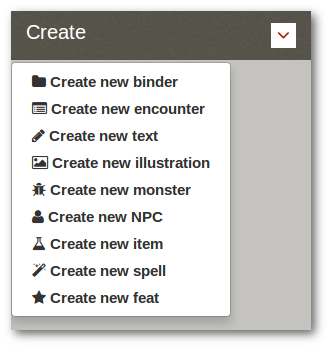 Create
Create new binder
Create new encounter
Create new text
Create new illustration
Create new monster
Create new NPC
Create new item
Create new spell
Create new feat